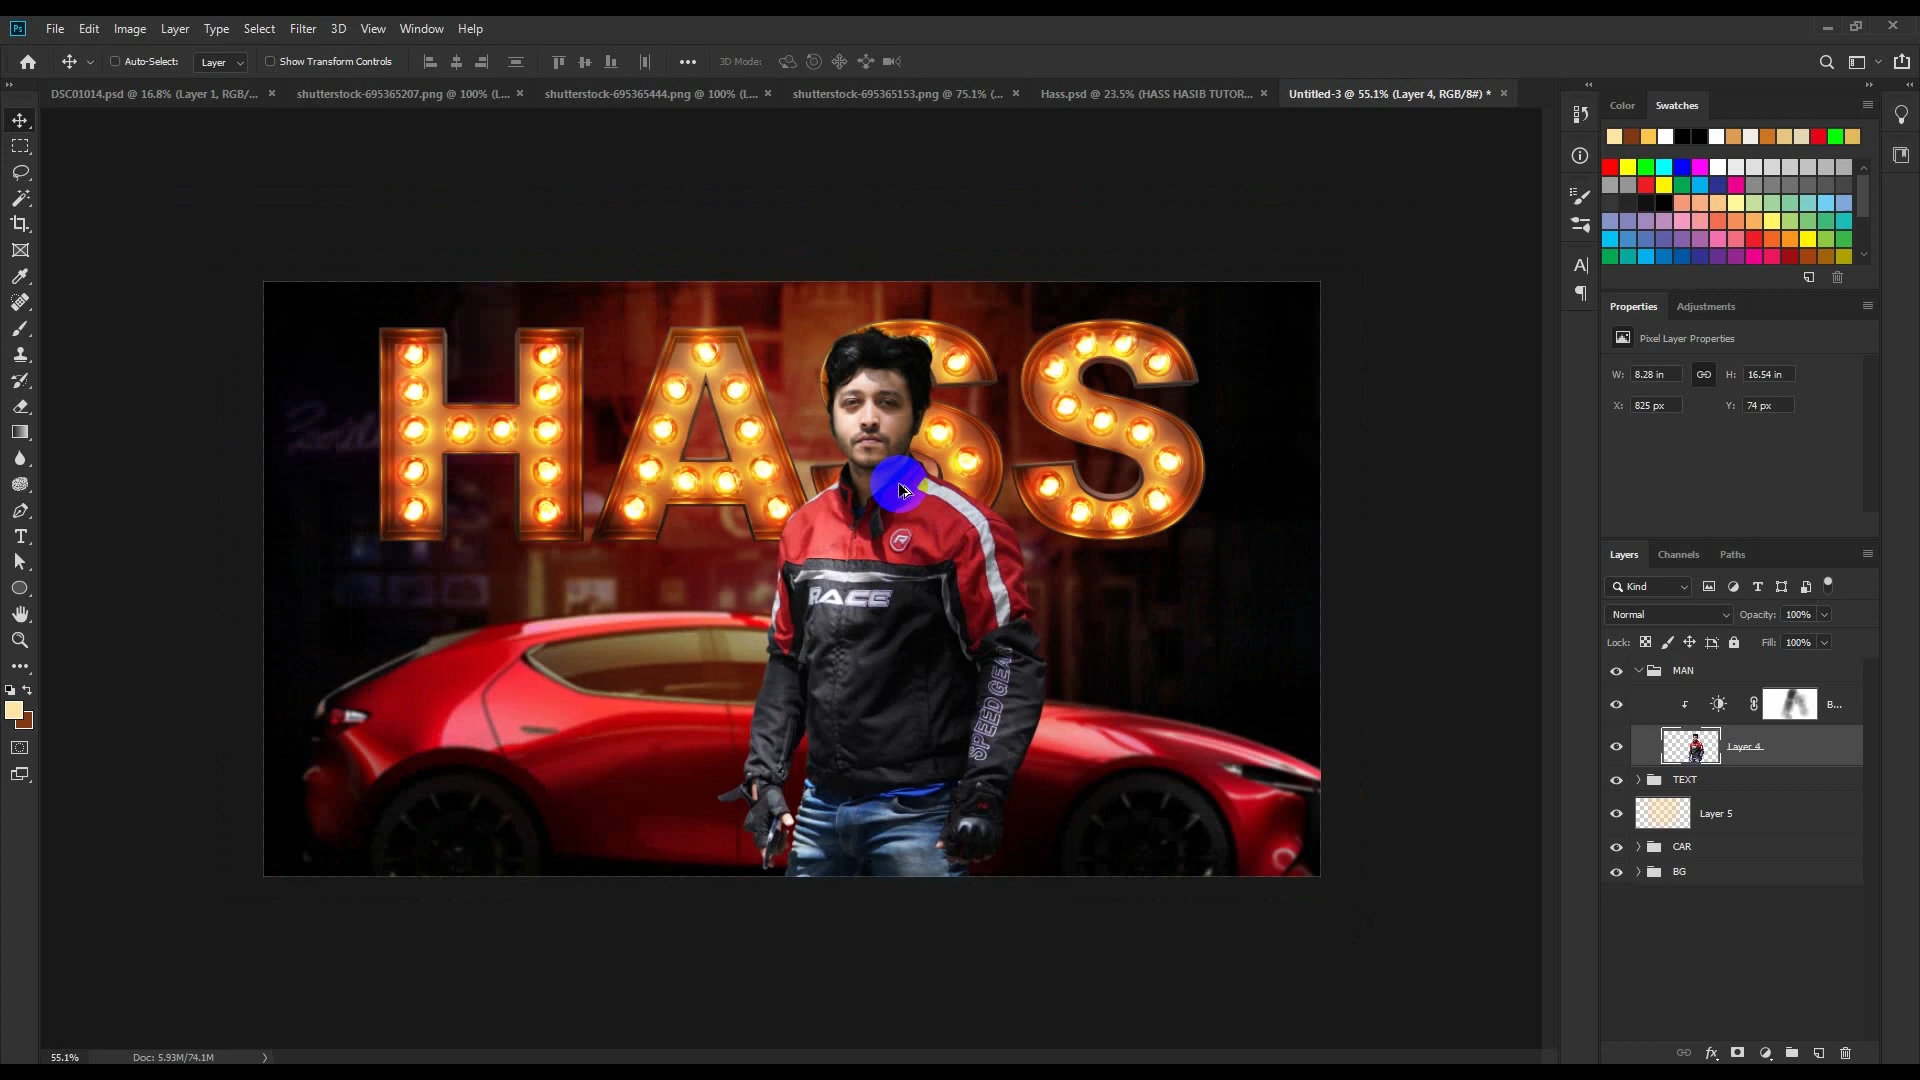 Ps File Edit Image Layer Type Select Filter 3D View Window Help
Auto-Select: Layer Show Transform Controls 3D Mode:
DSC01014.psd @ 16.8% (Layer 1, RGB/... shutterstock-695365207.png @ 100% (L... shutterstock-695365444.png @ 100% (L... shutterstock-695365153.png @ 75.1% (... Hass.psd @ 23.5% (HASS HASIB TUTOR... Untitled-3 @ 55.1% (Layer 4, RGB/8#) *
Color Swatches
HASS
R
RACE
SPEED GEAR
Properties Adjustments
Pixel Layer Properties
W: 8.28 in H: 16.54 in
X: 825 px Y: 74 px
Layers Channels Paths
Kind
Normal Opacity: 100%
Lock: Fill: 100%
MAN
B...
Layer 4
TEXT
Layer 5
CAR
BG
55.1% Doc: 5.93M/74.1M